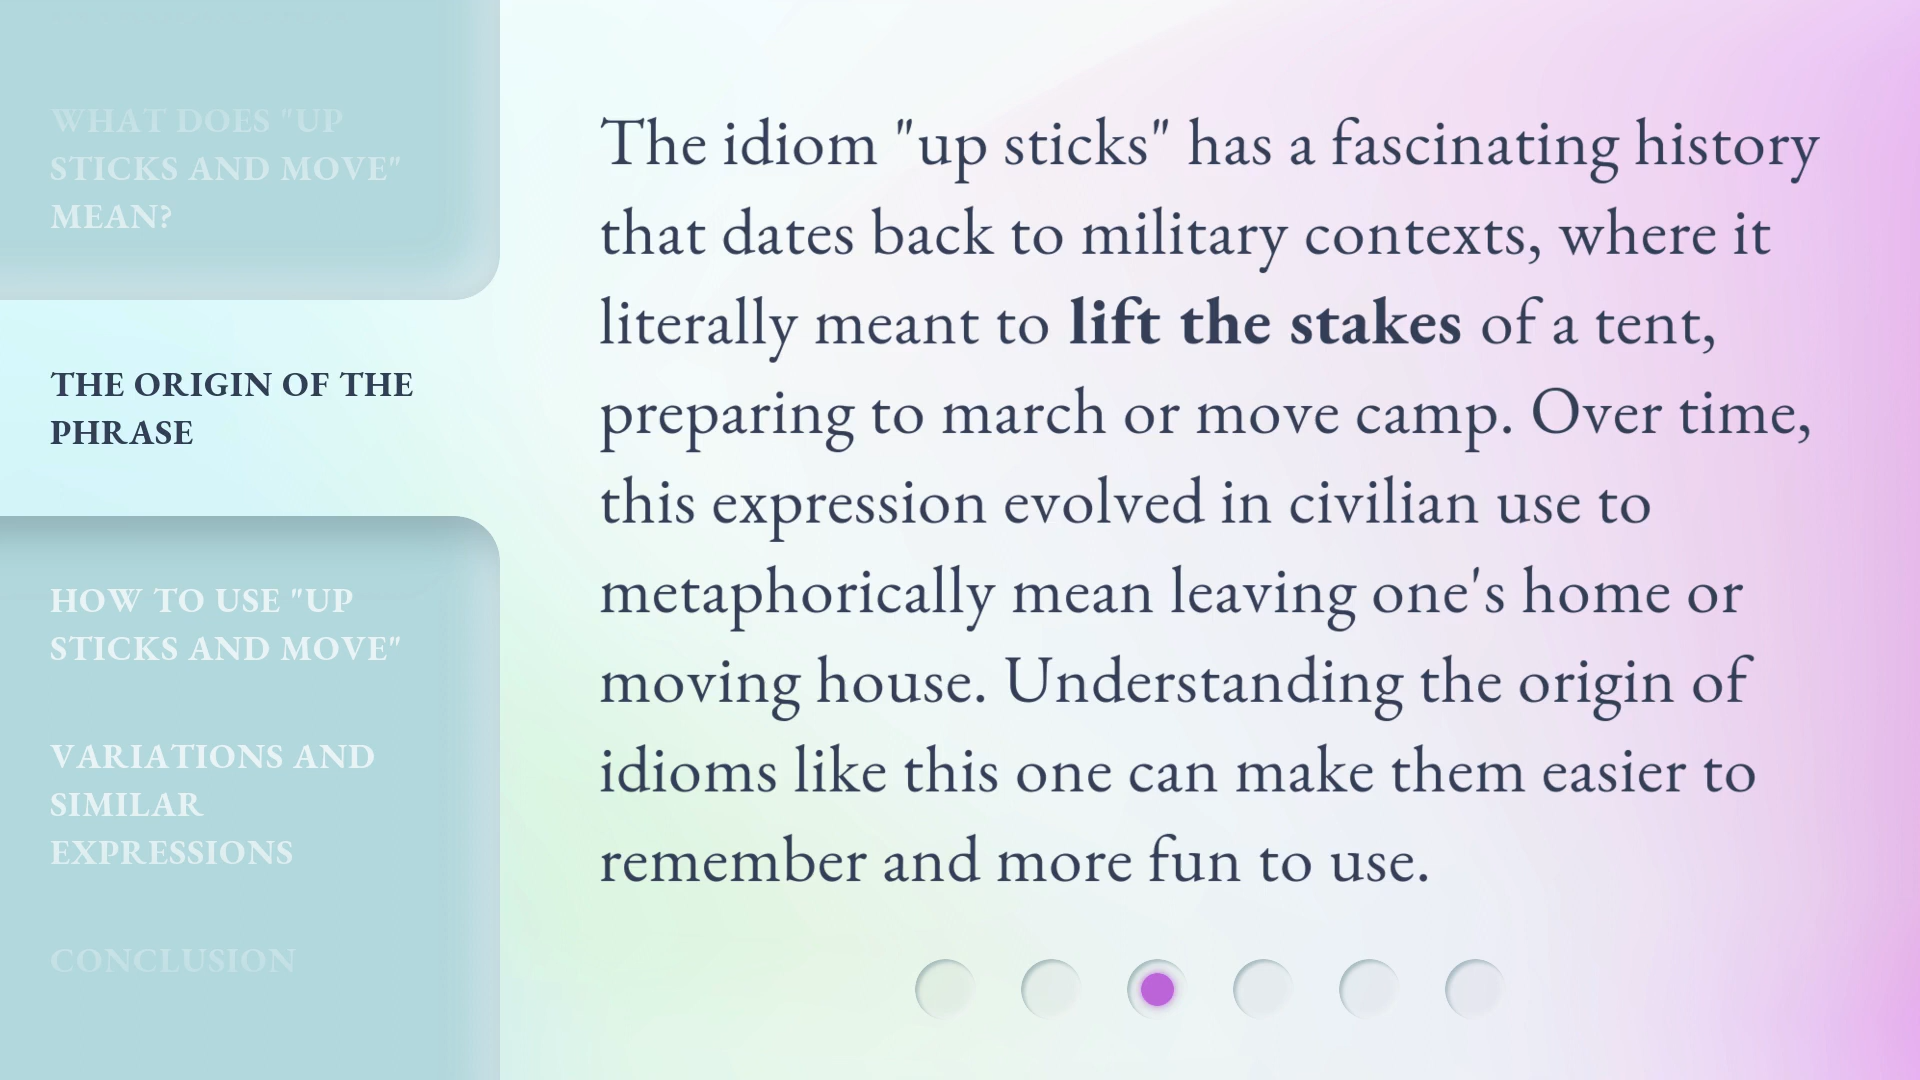 WHAT DOES "UP
STICKS AND MOVE"
MEAN?
THE ORIGIN OF THE
PHRASE
HOW TO USE "UP
STICKS AND MOVE"
VARIATIONS AND
SIMILAR
EXPRESSIONS
CONCLUSION
The idiom "up sticks" has a fascinating history
that dates back to military contexts, where it
literally meant to lift the stakes of a tent,
preparing to march or move camp. Over time,
this expression evolved in civilian use to
metaphorically mean leaving one's home or
moving house. Understanding the origin of
idioms like this one can make them easier to
remember and more fun to use.